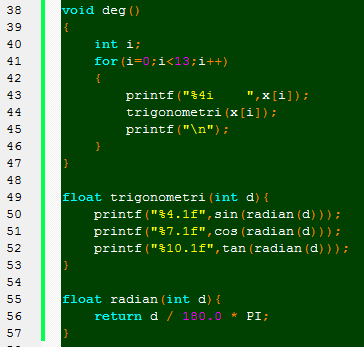 38 void deg()
39 {
40     int i;
41     for(i=0;i<13;i++)
42     {
43         printf("%4i    ",x[i]);
44         trigonometri(x[i]);
45         printf("\n");
46     }
47 }
48
49 float trigonometri(int d){
50     printf("%4.1f",sin(radian(d)));
51     printf("%7.1f",cos(radian(d)));
52     printf("%10.1f",tan(radian(d)));
53 }
54
55 float radian(int d){
56     return d / 180.0 * PI;
57 }